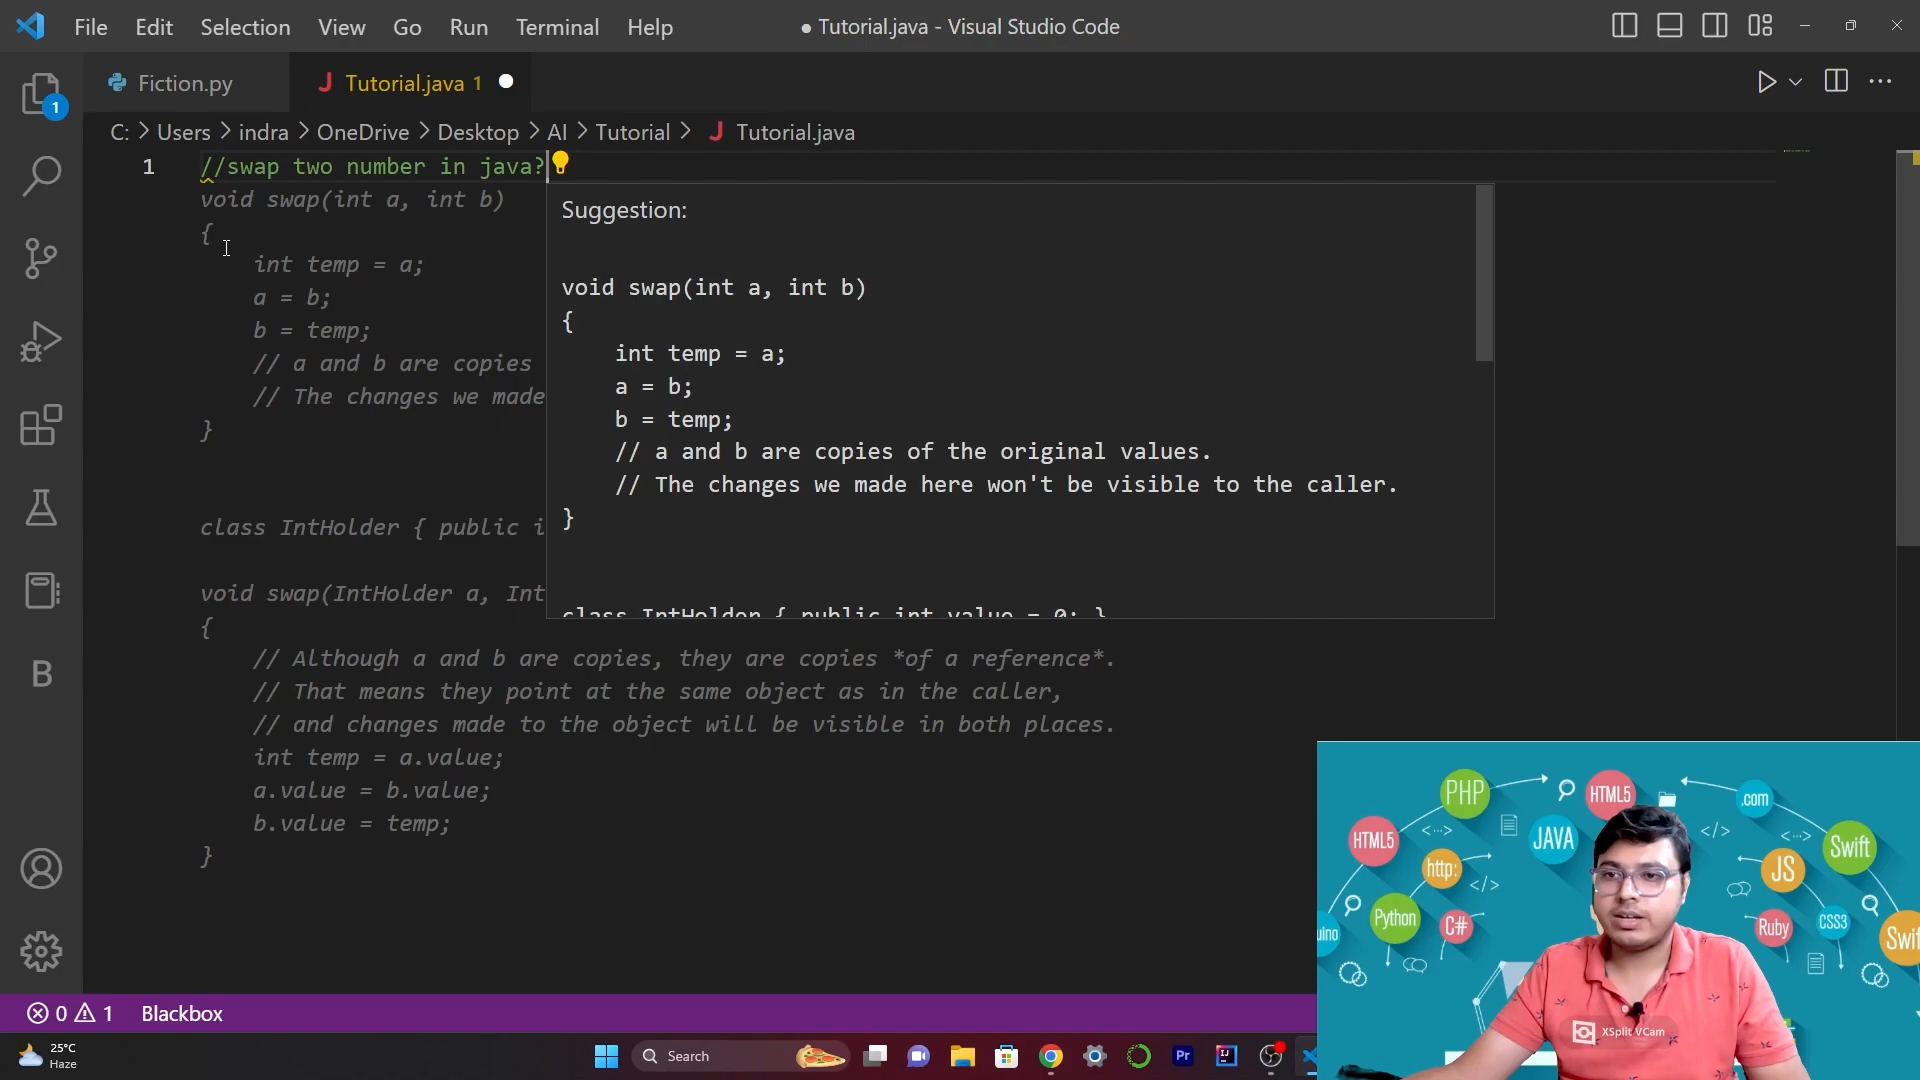 File Edit Selection View Go Run Terminal Help
● Tutorial.java - Visual Studio Code
Fiction.py
J Tutorial.java 1
C: > Users > indra > OneDrive > Desktop > AI > Tutorial > J Tutorial.java
1
1 //swap two number in java?
void swap(int a, int b)
{
int temp = a;
a = b;
b = temp;
// a and b are copies
// The changes we made
}
class IntHolder { public i
void swap(IntHolder a, Int
{
// Although a and b are copies, they are copies *of a reference*.
// That means they point at the same object as in the caller,
// and changes made to the object will be visible in both places.
int temp = a.value;
a.value = b.value;
b.value = temp;
}
Suggestion:
void swap(int a, int b)
{
int temp = a;
a = b;
b = temp;
// a and b are copies of the original values.
// The changes we made here won't be visible to the caller.
}
class IntHolder { public int value = 0; }
B
PHP
HTML5
.com
HTML5
JAVA
</>
Swift
http:
</>
JS
Python
C#
Ruby
CSS3
uino
Swif
XSplit VCam
0 1 Blackbox
25°C
Haze
Search
Pr
IJ